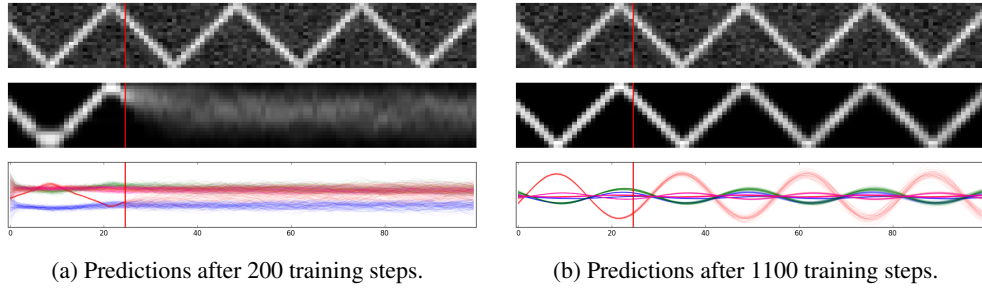 0 20 40 60 80
0 20 40 60 80
(a) Predictions after 200 training steps.
(b) Predictions after 1100 training steps.